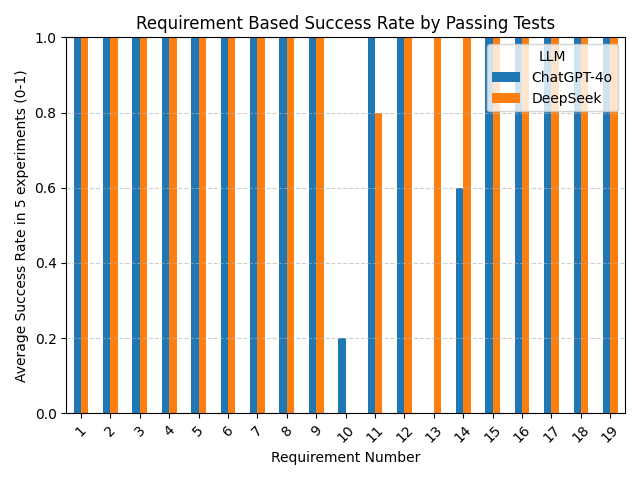 Requirement Based Success Rate by Passing Tests
Average Success Rate in 5 experiments (0-1)
1.0
0.8
0.6
0.4
0.2
0.0
LLM
ChatGPT-4o
DeepSeek
1 2 3 4 5 6 7 8 9 10 11 12 13 14 15 16 17 18 19
Requirement Number